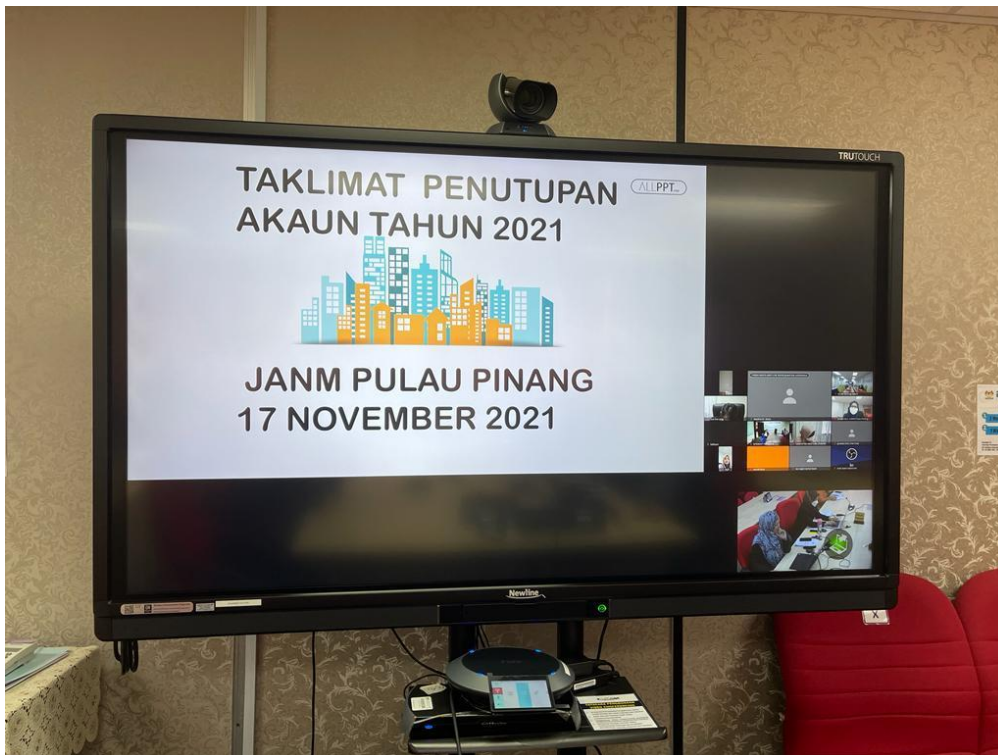 TRUTOUCH
TAKLIMAT PENUTUPAN
ALLPPT
AKAUN TAHUN 2021
JANM PULAU PINANG
17 NOVEMBER 2021
Newline
X